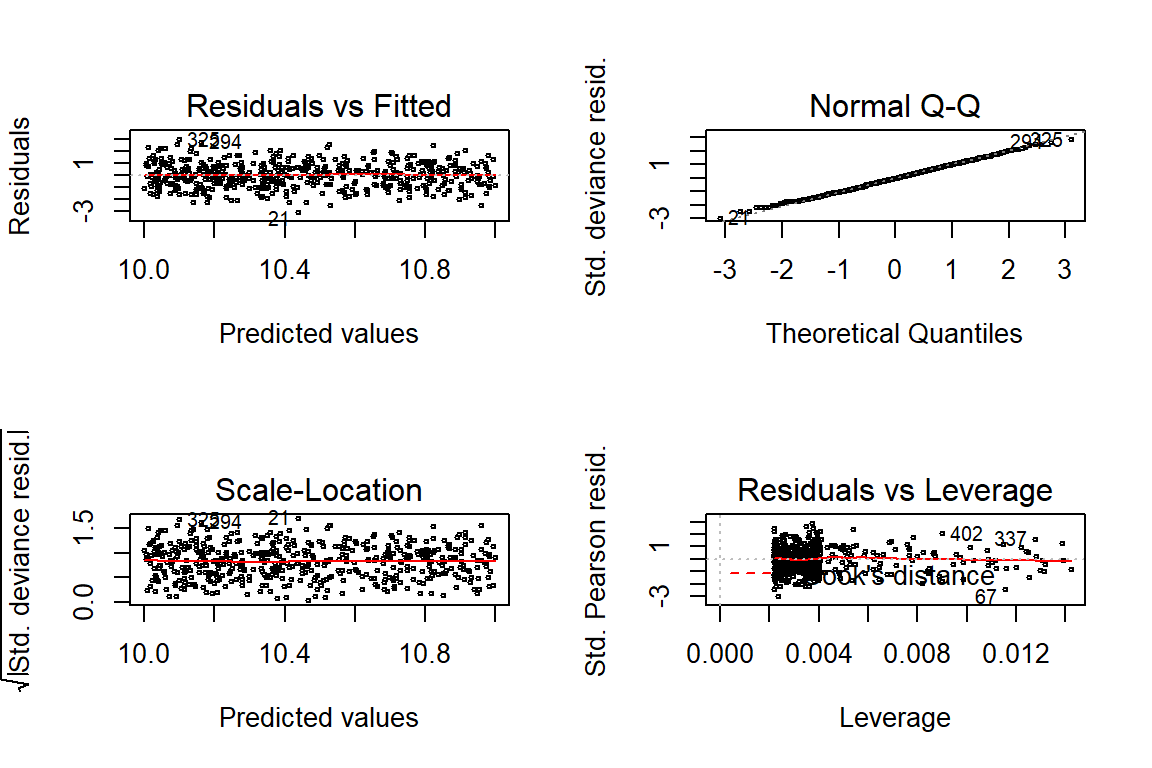 Residuals vs Fitted
Residuals
1
-3
325
294
21
10.0 10.4 10.8
Predicted values
Normal Q-Q
Std. deviance resid.
1
-3
294
325
21
-3 -2 -1 0 1 2 3
Theoretical Quantiles
Scale-Location
√|Std. deviance resid.|
1.5
0.0
325
294
21
10.0 10.4 10.8
Predicted values
Residuals vs Leverage
Std. Pearson resid.
1
-3
402
337
Cook's distance
67
0.000 0.004 0.008 0.012
Leverage